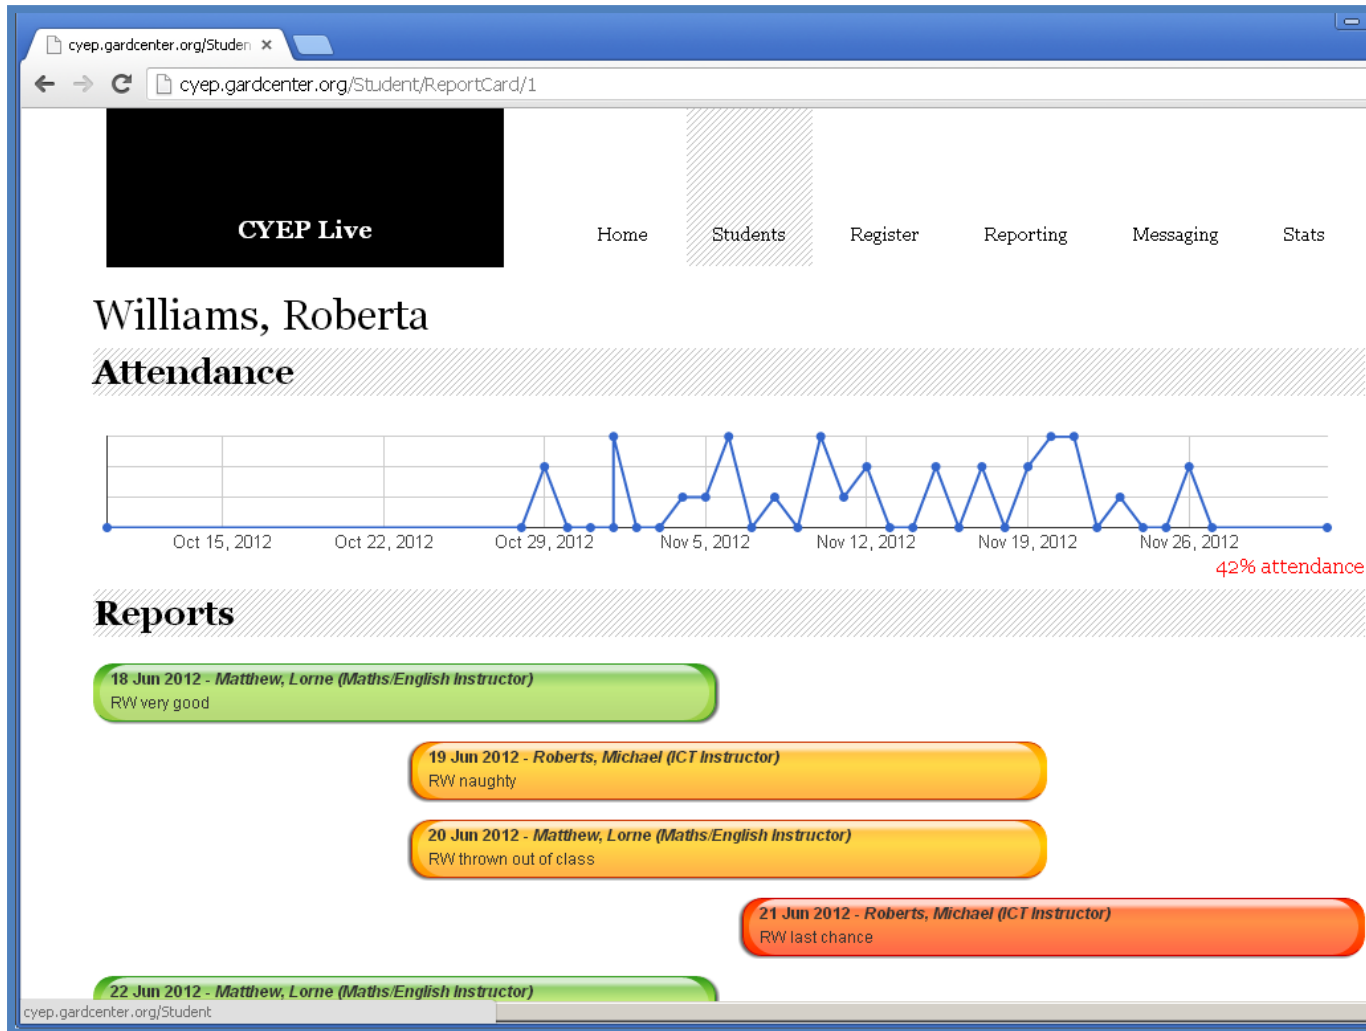 cyep.gardcenter.org/Studen
cyep.gardcenter.org/Student/ReportCard/1
CYEP Live
Home Students Register Reporting Messaging Stats
Williams, Roberta
Attendance
Oct 15, 2012 Oct 22, 2012 Oct 29, 2012 Nov 5, 2012 Nov 12, 2012 Nov 19, 2012 Nov 26, 2012
42% attendance
Reports
18 Jun 2012 - Matthew, Lorne (Maths/English Instructor)
RW very good
19 Jun 2012 - Roberts, Michael (ICT Instructor)
RW naughty
20 Jun 2012 - Matthew, Lorne (Maths/English Instructor)
RW thrown out of class
21 Jun 2012 - Roberts, Michael (ICT Instructor)
RW last chance
22 Jun 2012 - Matthew, Lorne (Maths/English Instructor)
cyep.gardcenter.org/Student